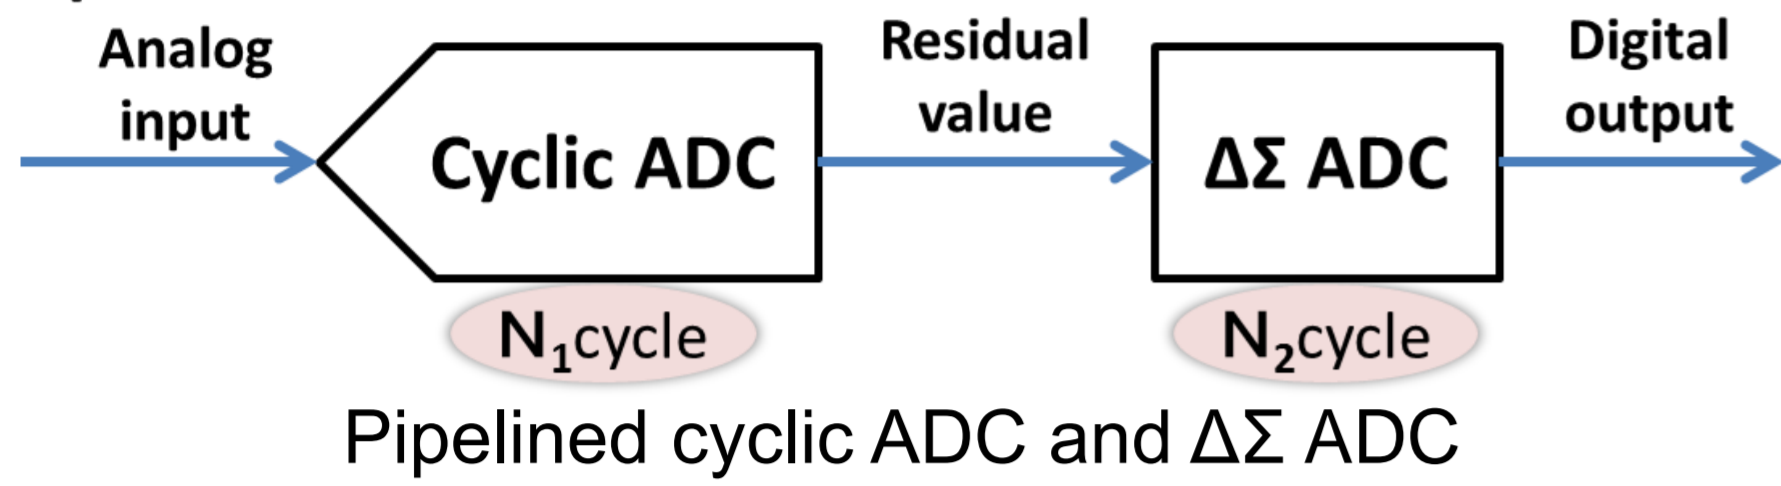 Analog
input
Cyclic ADC
Residual
value
ΔΣ ADC
Digital
output
N₁cycle
N₂cycle
Pipelined cyclic ADC and ΔΣ ADC